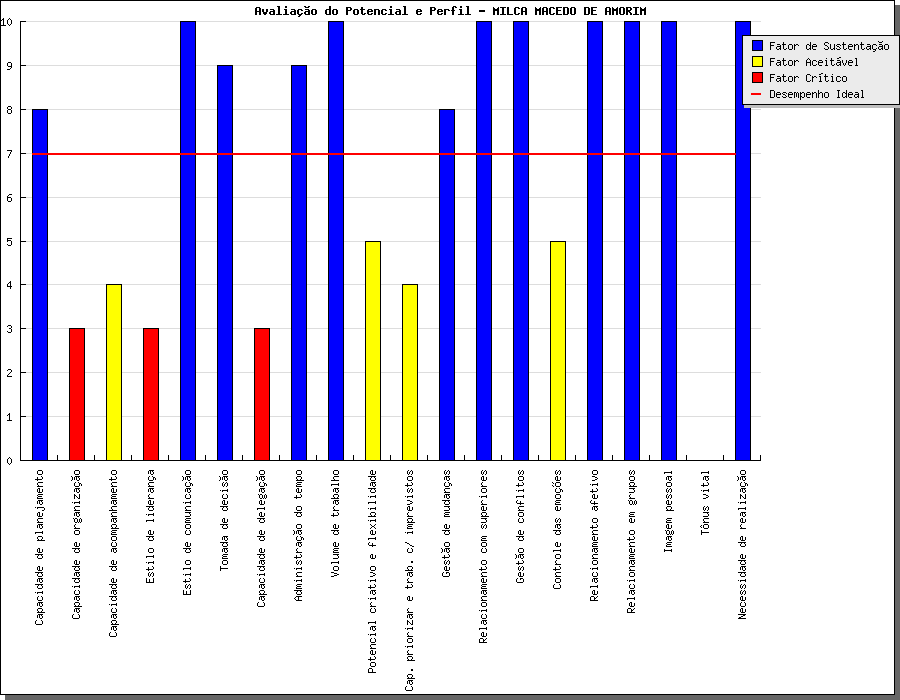 Avaliação do Potencial e Perfil - MILCA MACEDO DE AMORIM
10
9
8
7
6
5
4
3
2
1
0
Fator de Sustentação
Fator Aceitável
Fator Crítico
Desempenho Ideal
Capacidade de planejamento
Capacidade de organização
Capacidade de acompanhamento
Estilo de liderança
Estilo de comunicação
Tomada de decisão
Capacidade de delegação
Administração do tempo
Volume de trabalho
Potencial criativo e flexibilidade
Cap. priorizar e trab. c/ imprevistos
Gestão de mudanças
Relacionamento com superiores
Gestão de conflitos
Controle das emoções
Relacionamento afetivo
Relacionamento em grupos
Imagem pessoal
Tônus vital
Necessidade de realização